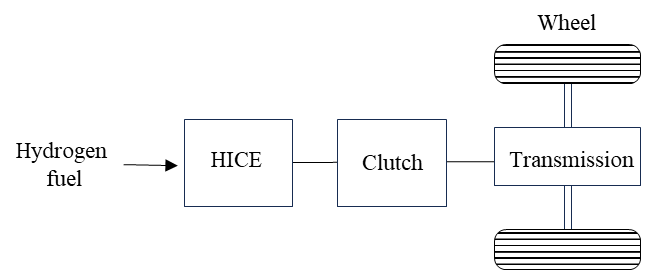 Wheel
Hydrogen
fuel
HICE
Clutch
Transmission